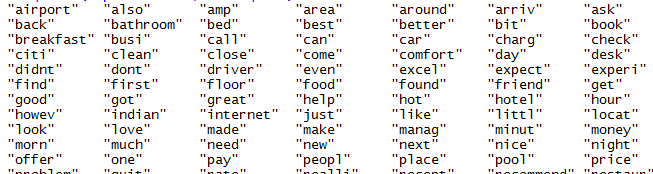 "airport" "also" "amp" "area" "around" "arriv" "ask"
"back" "bathroom" "bed" "best" "better" "bit" "book"
"breakfast" "busi" "call" "can" "car" "charg" "check"
"citi" "clean" "close" "come" "comfort" "day" "desk"
"didnt" "dont" "driver" "even" "excel" "expect" "experi"
"find" "first" "floor" "food" "found" "friend" "get"
"good" "got" "great" "help" "hot" "hotel" "hour"
"howev" "indian" "internet" "just" "like" "littl" "locat"
"look" "love" "made" "make" "manag" "minut" "money"
"morn" "much" "need" "new" "next" "nice" "night"
"offer" "one" "pay" "peopl" "place" "pool" "price"